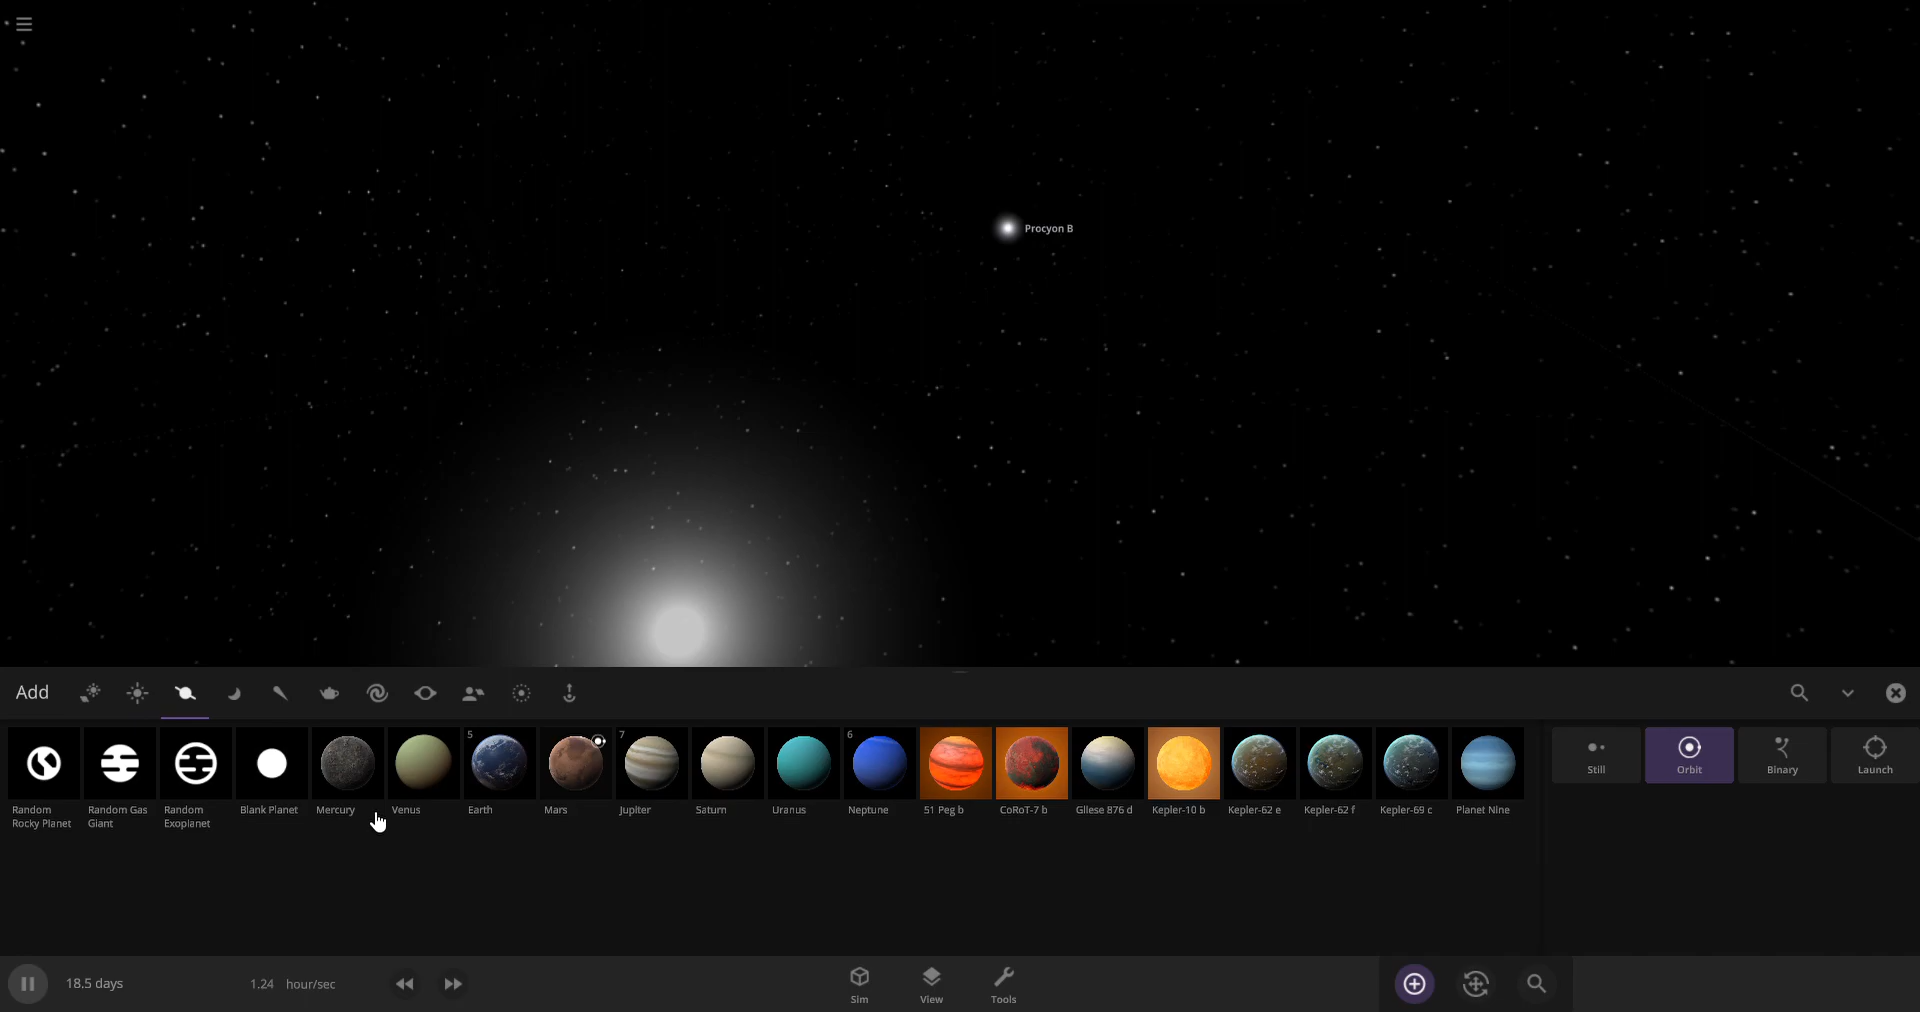 Procyon B
Add
5
7
6
Random
Rocky Planet
Random Gas
Giant
Random
Exoplanet
Blank Planet
Mercury
Venus
Earth
Mars
Jupiter
Saturn
Uranus
Neptune
51 Peg b
CoRoT-7 b
Gliese 876 d
Kepler-10 b
Kepler-62 e
Kepler-62 f
Kepler-69 c
Planet Nine
Still
Orbit
Binary
Launch
18.5 days
1.24 hour/sec
Sim
View
Tools